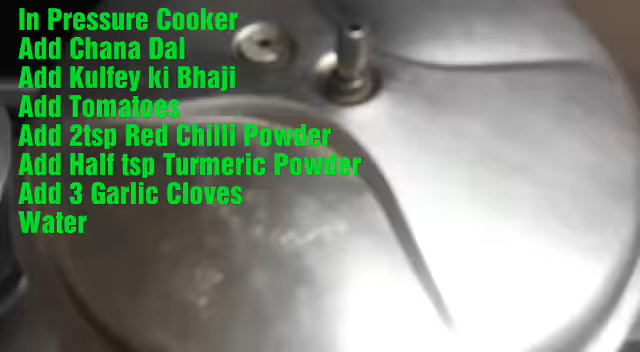 In Pressure Cooker
Add Chana Dal
Add Kulfey ki Bhaji
Add Tomatoes
Add 2tsp Red Chilli Powder
Add Half tsp Turmeric Powder
Add 3 Garlic Cloves
Water